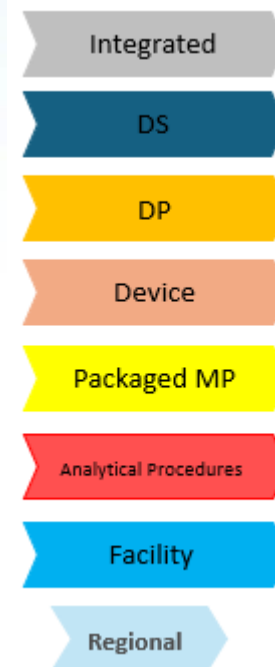 Integrated
DS
DP
Device
Packaged MP
Analytical Procedures
Facility
Regional